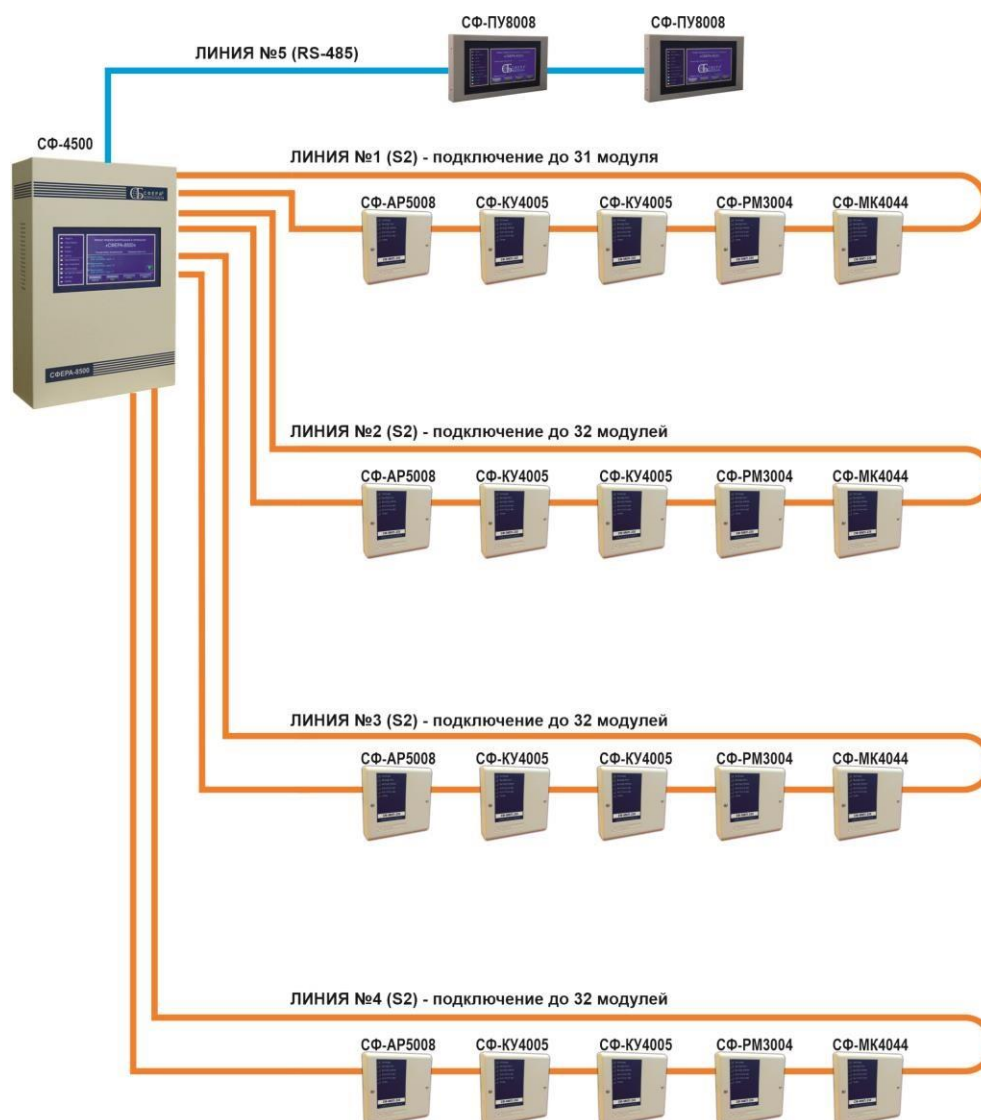 СФ-ПУ8008 СФ-ПУ8008
ЛИНИЯ №5 (RS-485)
СФ-4500
ЛИНИЯ №1 (S2) - подключение до 31 модуля
СФ-АР5008 СФ-КУ4005 СФ-КУ4005 СФ-РМ3004 СФ-МК4044
СФЕРА-8500
ЛИНИЯ №2 (S2) - подключение до 32 модулей
СФ-АР5008 СФ-КУ4005 СФ-КУ4005 СФ-РМ3004 СФ-МК4044
ЛИНИЯ №3 (S2) - подключение до 32 модулей
СФ-АР5008 СФ-КУ4005 СФ-КУ4005 СФ-РМ3004 СФ-МК4044
ЛИНИЯ №4 (S2) - подключение до 32 модулей
СФ-АР5008 СФ-КУ4005 СФ-КУ4005 СФ-РМ3004 СФ-МК4044